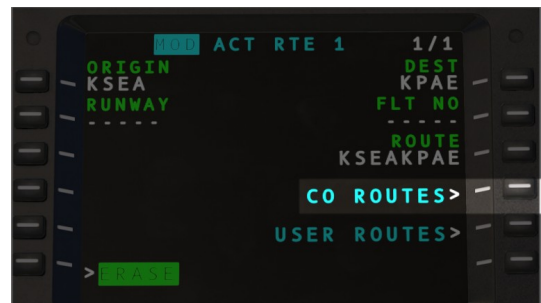 MOD ACT RTE 1 1/1
ORIGIN DEST
KSEA KPAE
RUNWAY FLT NO
----- -----
ROUTE
KSEAKPAE
CO ROUTES>
USER ROUTES>
>ERASE